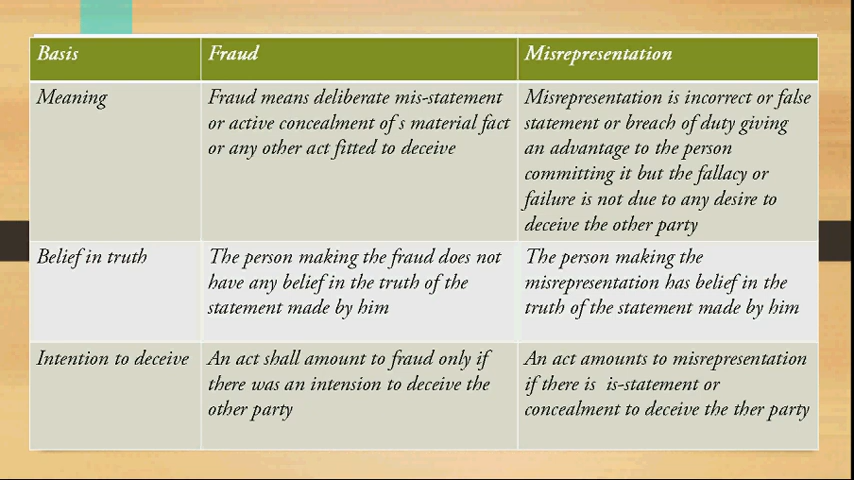 Basis
Fraud
Misrepresentation
Meaning
Fraud means deliberate mis-statement
or active concealment of s material fact
or any other act fitted to deceive
Misrepresentation is incorrect or false
statement or breach of duty giving
an advantage to the person
committing it but the fallacy or
failure is not due to any desire to
deceive the other party
Belief in truth
The person making the fraud does not
have any belief in the truth of the
statement made by him
The person making the
misrepresentation has belief in the
truth of the statement made by him
Intention to deceive
An act shall amount to fraud only if
there was an intension to deceive the
other party
An act amounts to misrepresentation
if there is is-statement or
concealment to deceive the ther party